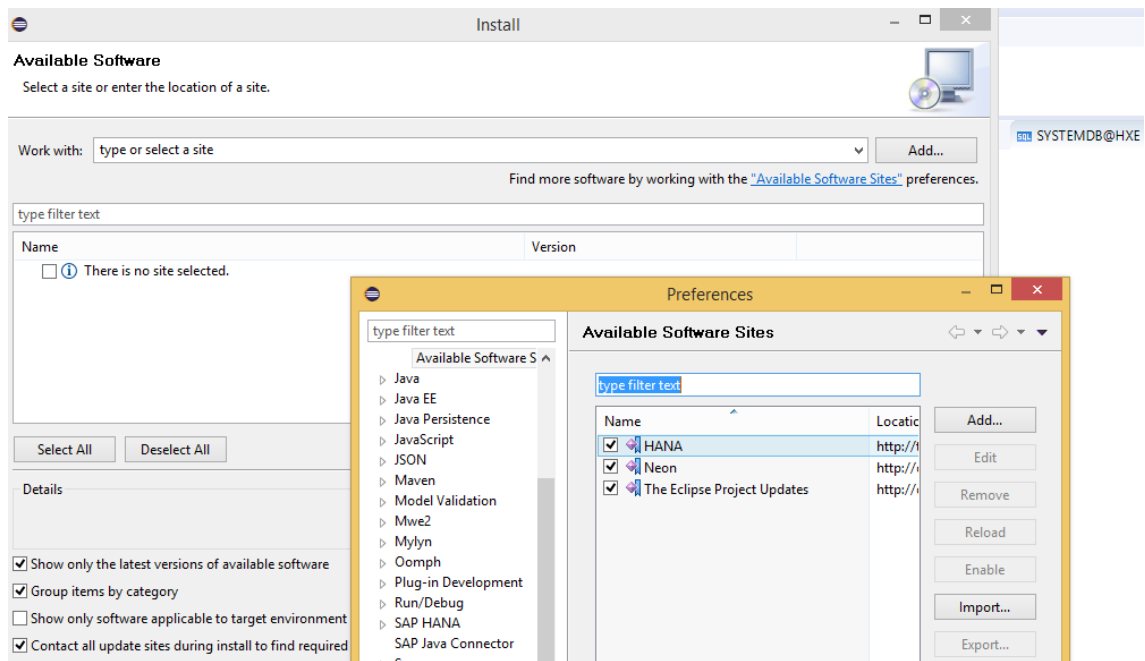 Install
Available Software
Select a site or enter the location of a site.
SYSTEMDB@HXE
Work with: type or select a site Add...
Find more software by working with the "Available Software Sites" preferences.
type filter text
Name Version
There is no site selected.
Select All Deselect All
Details
Show only the latest versions of available software
Group items by category
Show only software applicable to target environment
Contact all update sites during install to find required
Preferences
type filter text
Available Software S
Java
Java EE
Java Persistence
JavaScript
JSON
Maven
Model Validation
Mwe2
Mylyn
Oomph
Plug-in Development
Run/Debug
SAP HANA
SAP Java Connector
Available Software Sites
type filter text
Name Locatic
HANA http://t
Neon http://
The Eclipse Project Updates http://
Add...
Edit
Remove
Reload
Enable
Import...
Export...